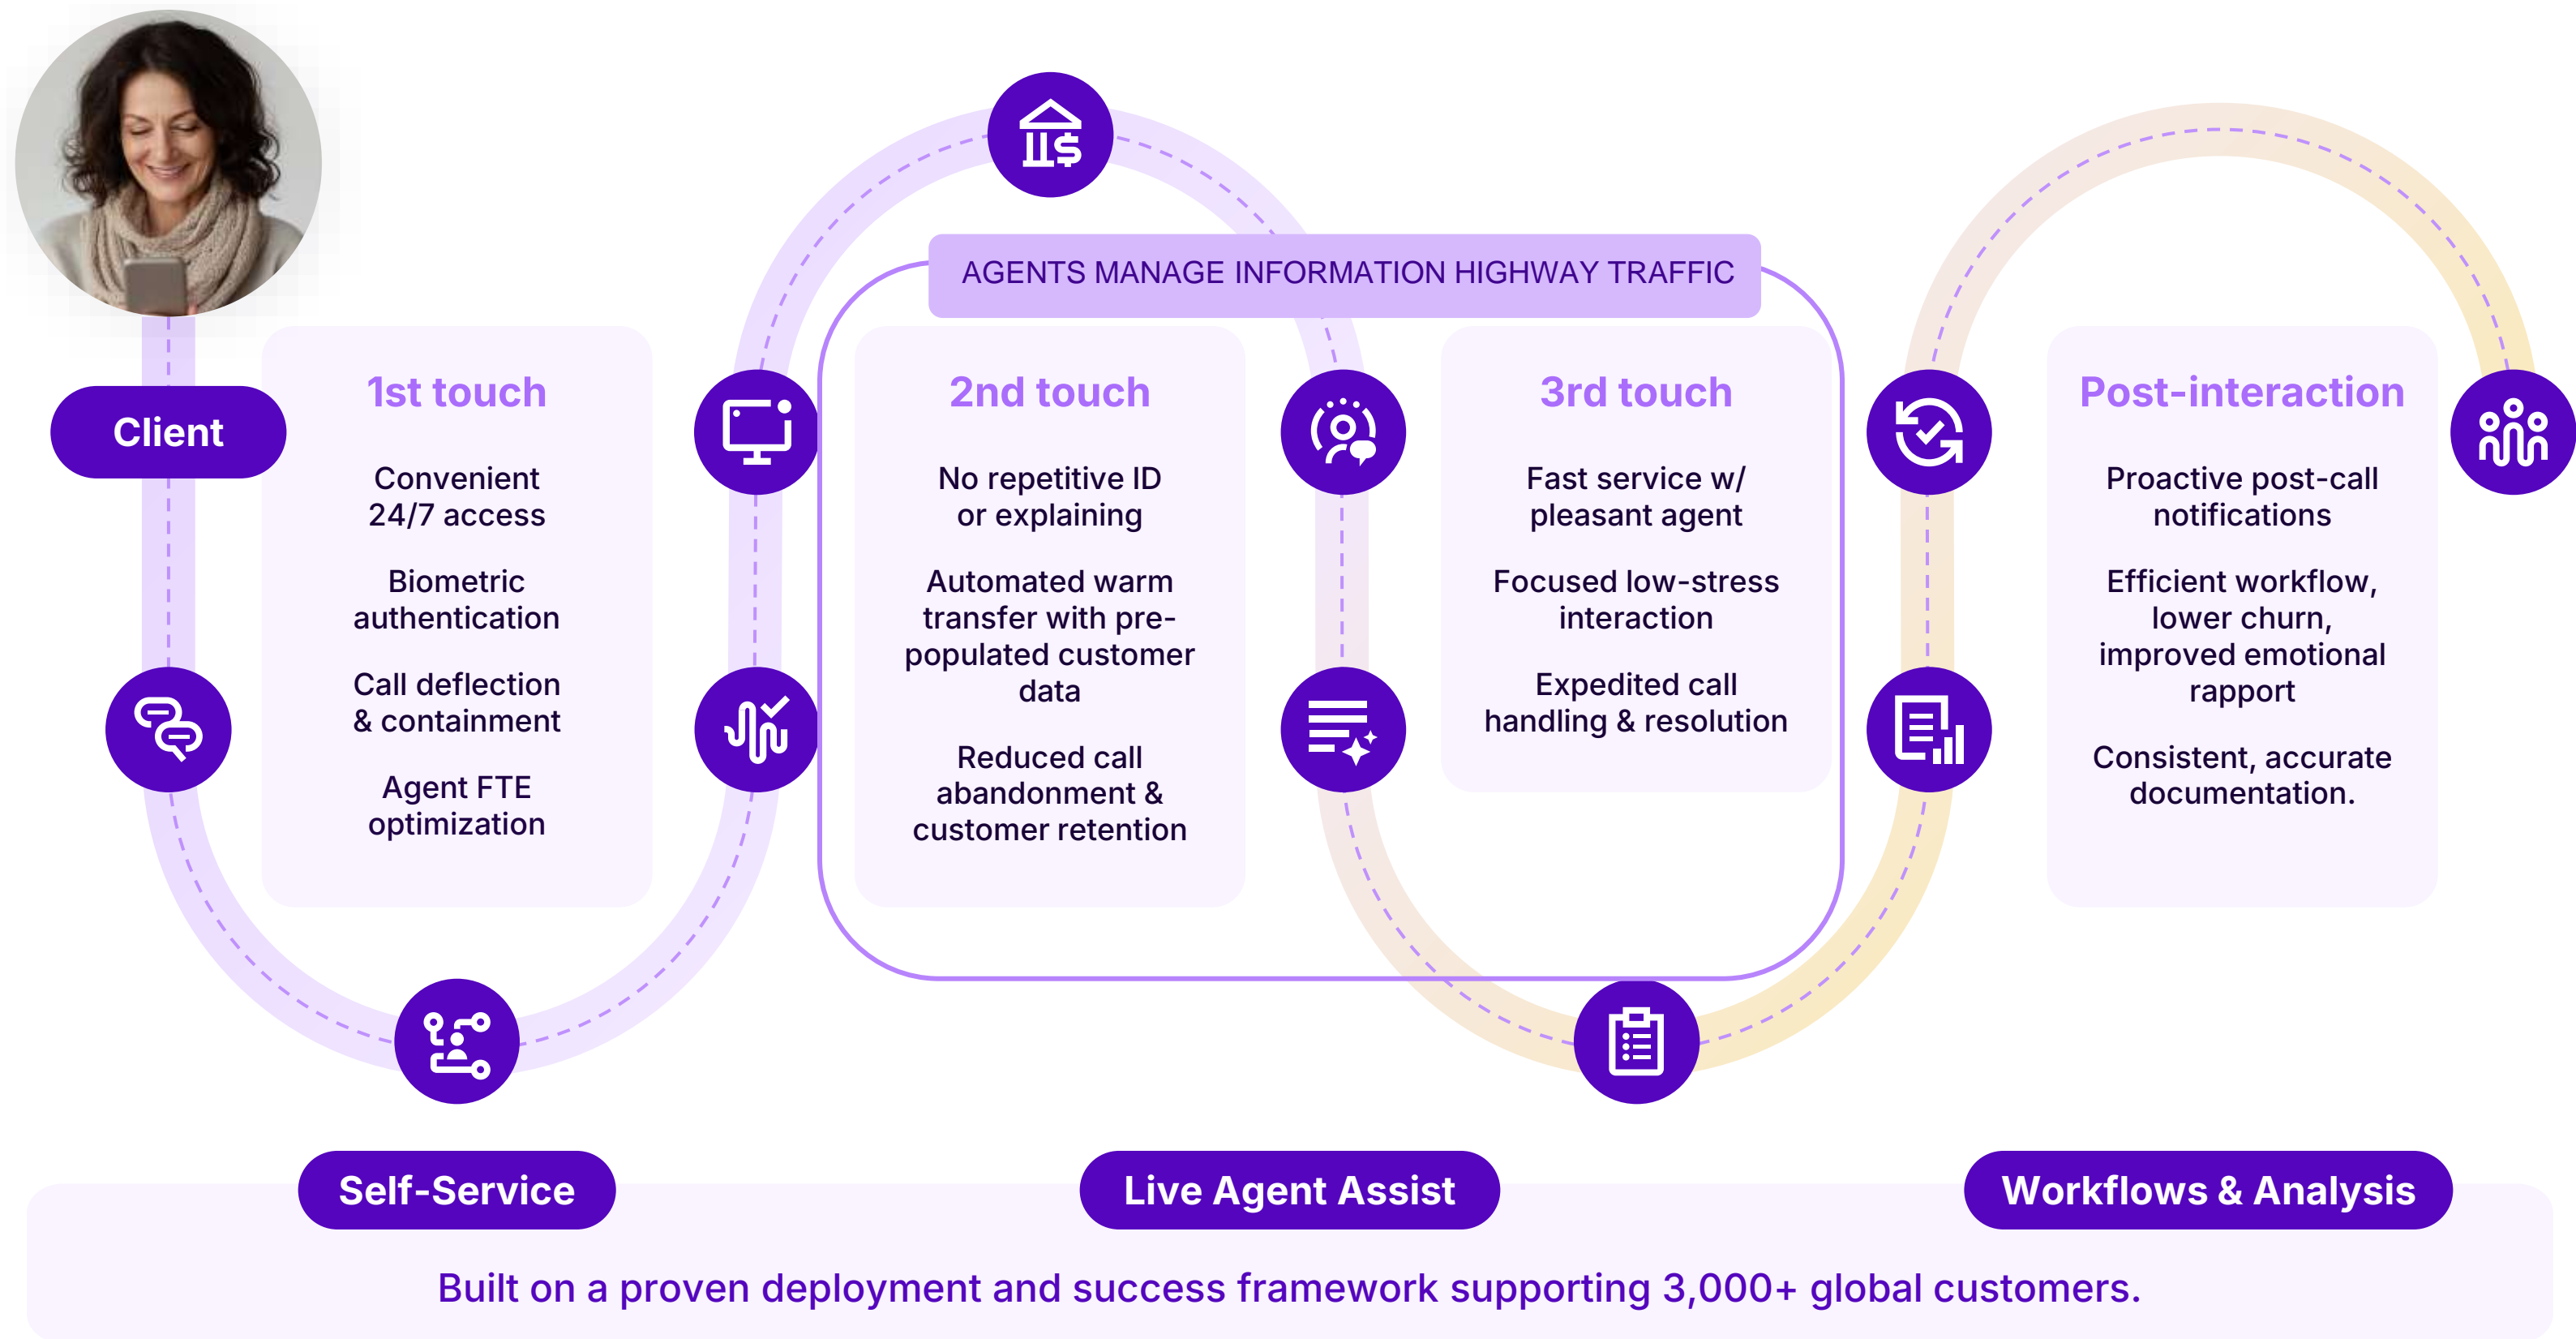 AGENTS MANAGE INFORMATION HIGHWAY TRAFFIC
Client
1st touch
Convenient
24/7 access
Biometric
authentication
Call deflection
& containment
Agent FTE
optimization
2nd touch
No repetitive ID
or explaining
Automated warm
transfer with pre-
populated customer
data
Reduced call
abandonment &
customer retention
3rd touch
Fast service w/
pleasant agent
Focused low-stress
interaction
Expedited call
handling & resolution
Post-interaction
Proactive post-call
notifications
Efficient workflow,
lower churn,
improved emotional
rapport
Consistent, accurate
documentation.
Self-Service
Live Agent Assist
Workflows & Analysis
Built on a proven deployment and success framework supporting 3,000+ global customers.